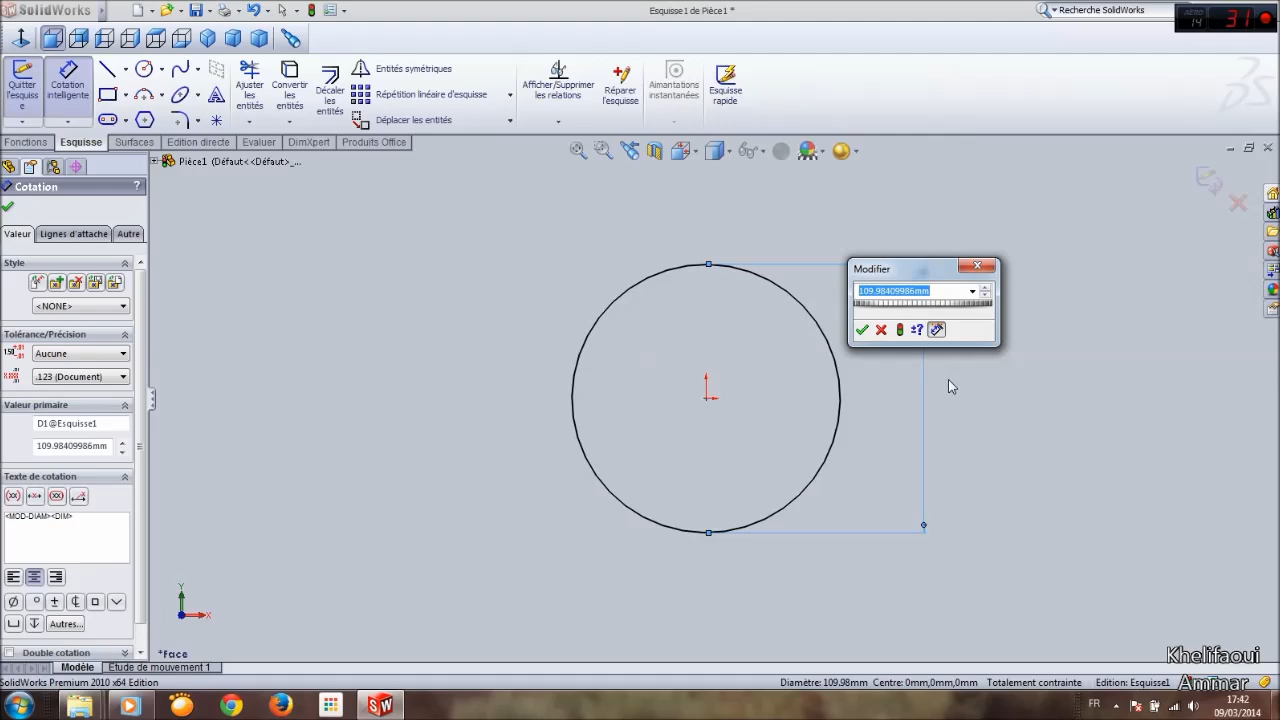 SolidWorks
Esquisse1 de Pièce1 *
Recherche SolidWorks
AERO
14
31
Quitter
l'esquiss
e
Cotation
intelligente
Ajuster
les
entités
Convertir
les
entités
Décaler
les
entités
Entités symétriques
Répétition linéaire d'esquisse
Déplacer les entités
Afficher/Supprimer
les relations
Réparer
l'esquisse
Aimantations
instantanées
Esquisse
rapide
Fonctions
Esquisse
Surfaces
Edition directe
Evaluer
DimXpert
Produits Office
Pièce1 (Défaut<<Défaut>_...
Cotation
?
Valeur
Lignes d'attache
Autre
Style
<NONE>
Tolérance/Précision
Aucune
.123 (Document)
Valeur primaire
D1@Esquisse1
109.98409986mm
Texte de cotation
<MOD-DIAM><DIM>
Autres...
Double cotation
Modifier
109.98409986mm
±?
Y
X
*Face
Modèle
Etude de mouvement 1
SolidWorks Premium 2010 x64 Edition
Diamètre: 109.98mm
Centre: 0mm,0mm,0mm
Totalement contrainte
Edition: Esquisse1
Khelifaoui
Ammar
FR
17:42
09/03/2014